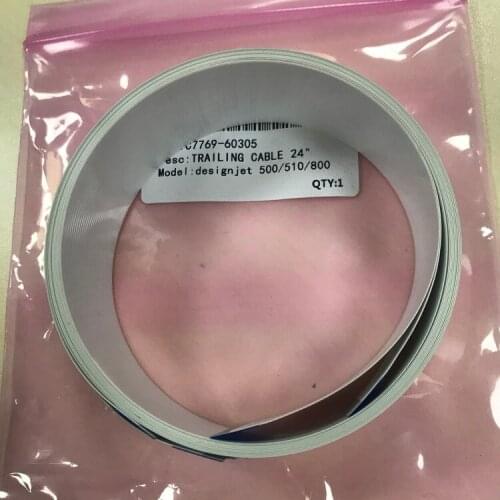 C7769-60305
esc:TRAILING CABLE 24"
Model:designjet 500/510/800
QTY:1